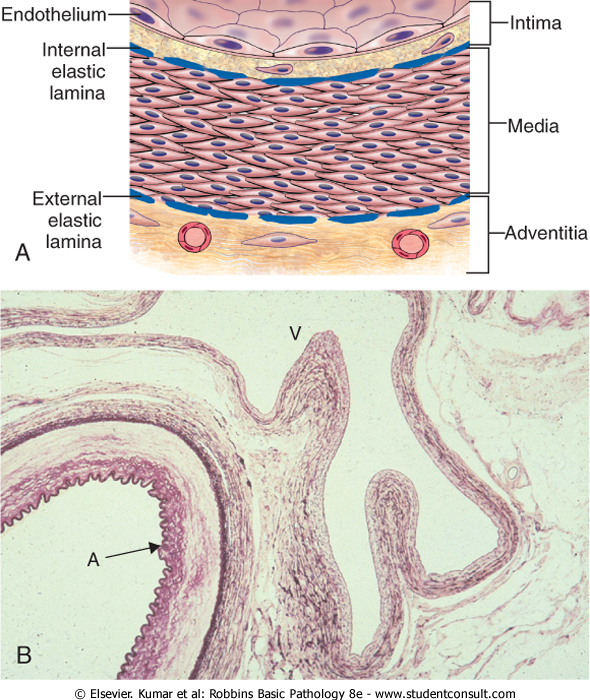 Endothelium
Internal
elastic
lamina
External
elastic
lamina
A
Intima
Media
Adventitia
V
A
B
© Elsevier. Kumar et al: Robbins Basic Pathology 8e - www.studentconsult.com